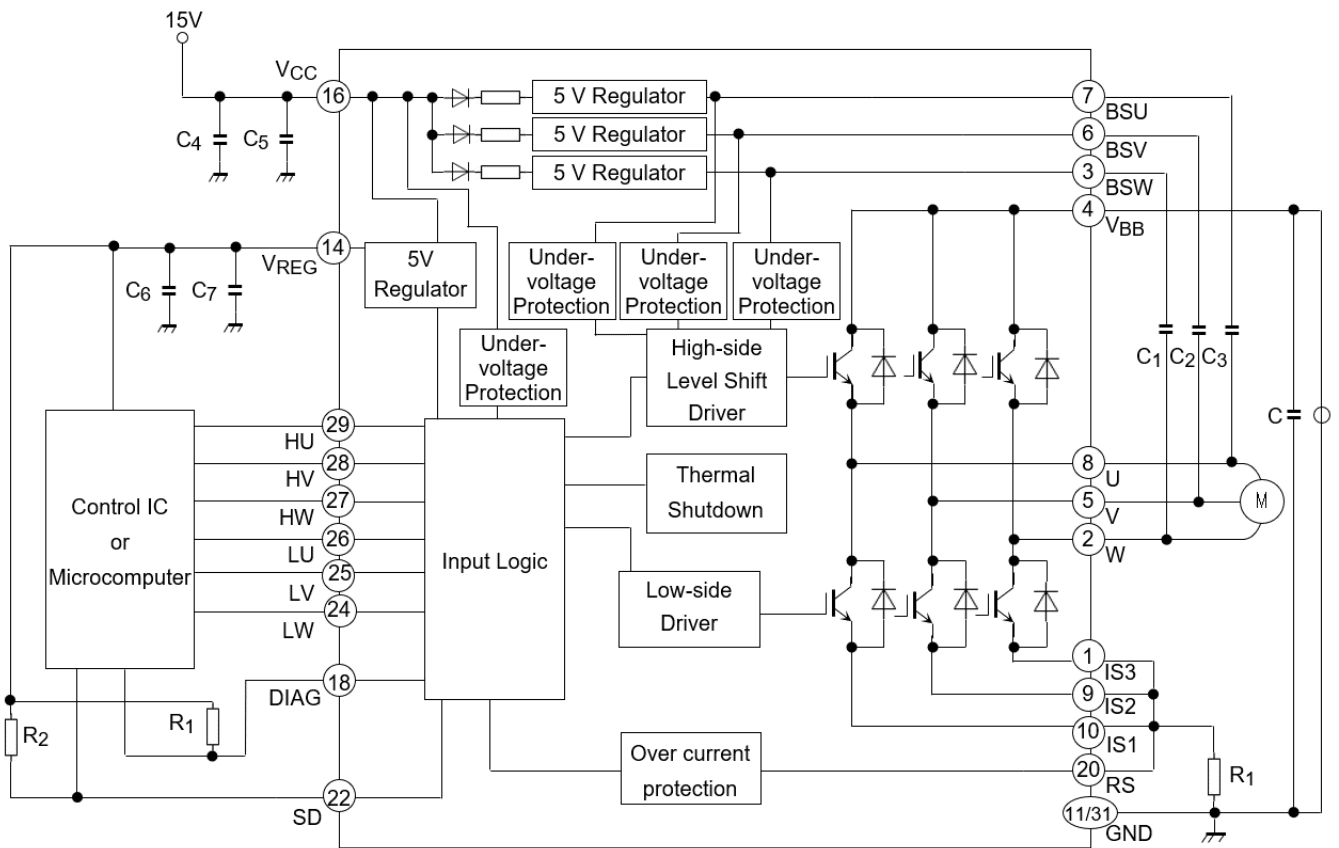 15V
VCC
16
C4
C5
5 V Regulator
5 V Regulator
5 V Regulator
7
BSU
6
BSV
3
BSW
4
VBB
14
VREG
C6
C7
5V
Regulator
Under-
voltage
Protection
Under-
voltage
Protection
Under-
voltage
Protection
Under-
voltage
Protection
High-side
Level Shift
Driver
C1
C2
C3
C
Control IC
or
Microcomputer
29
HU
28
HV
27
HW
26
LU
25
LV
24
LW
Input Logic
Thermal
Shutdown
Low-side
Driver
8
U
5
V
2
W
M
1
IS3
9
IS2
10
IS1
18
DIAG
R2
R1
Over current
protection
20
RS
R1
22
SD
11/31
GND